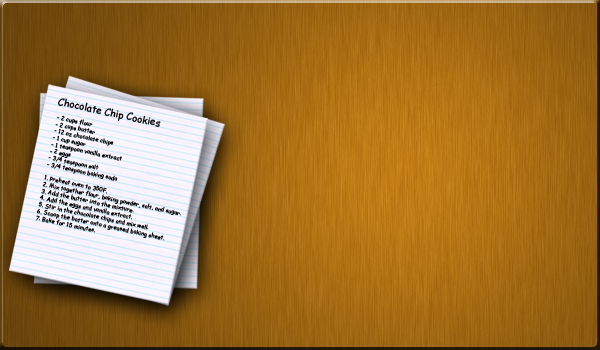 Chocolate Chip Cookies
- 2 cups flour
- 2 cups butter
- 12 oz chocolate chips
- 1 cup sugar
- 1 teaspoon vanilla extract
- 2 eggs
- 3/4 teaspoon salt
- 3/4 teaspoon baking soda
1. Preheat oven to 350F.
2. Mix together flour, baking powder, salt, and sugar.
3. Add the butter into the mixture.
4. Add the eggs and vanilla extract.
5. Stir in the chocolate chips and mix well.
6. Scoop the batter onto a greased baking sheet.
7. Bake for 15 minutes.